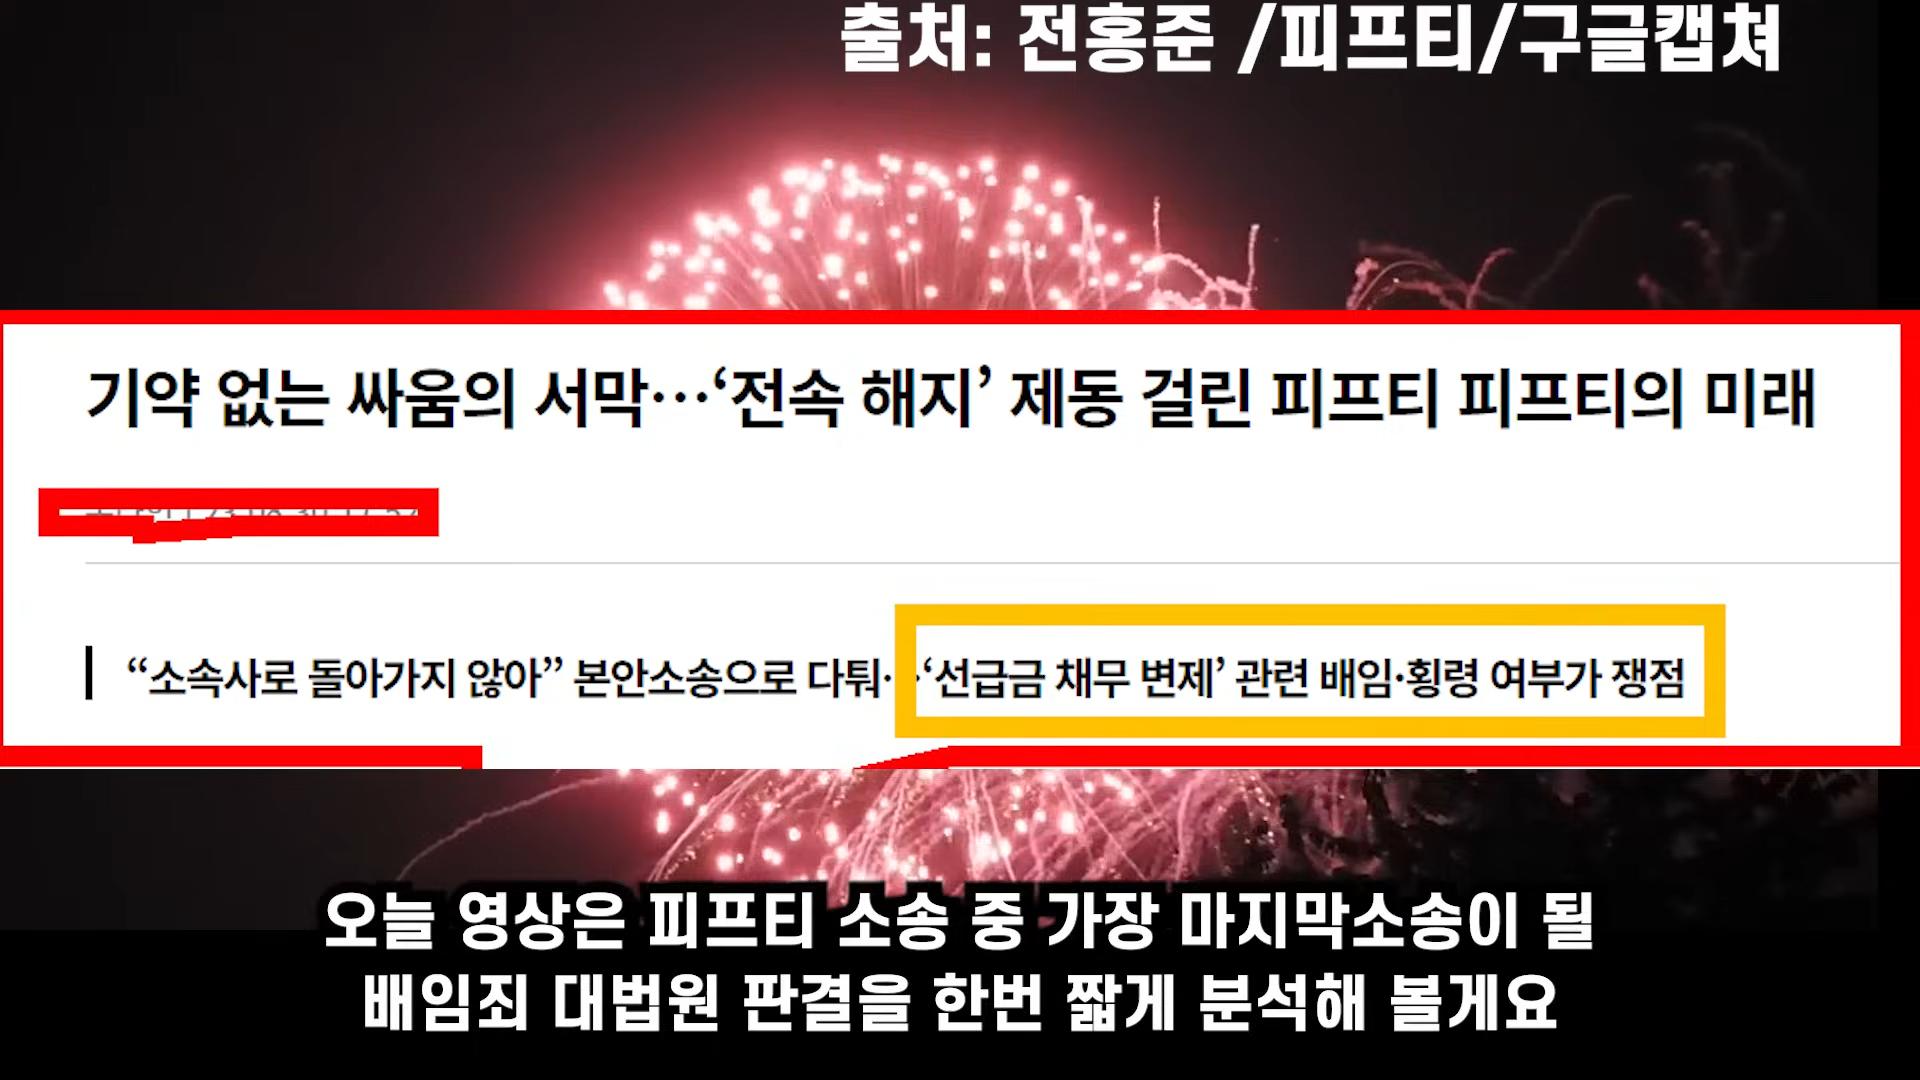 출처: 전홍준 /피프티/구글캡쳐
기약 없는 싸움의 서막…‘전속 해지’ 제동 걸린 피프티 피프티의 미래
“소속사로 돌아가지 않아” 본안소송으로 다퉈…‘선급금 채무 변제’ 관련 배임·횡령 여부가 쟁점
오늘 영상은 피프티 소송 중 가장 마지막소송이 될
배임죄 대법원 판결을 한번 짧게 분석해 볼게요